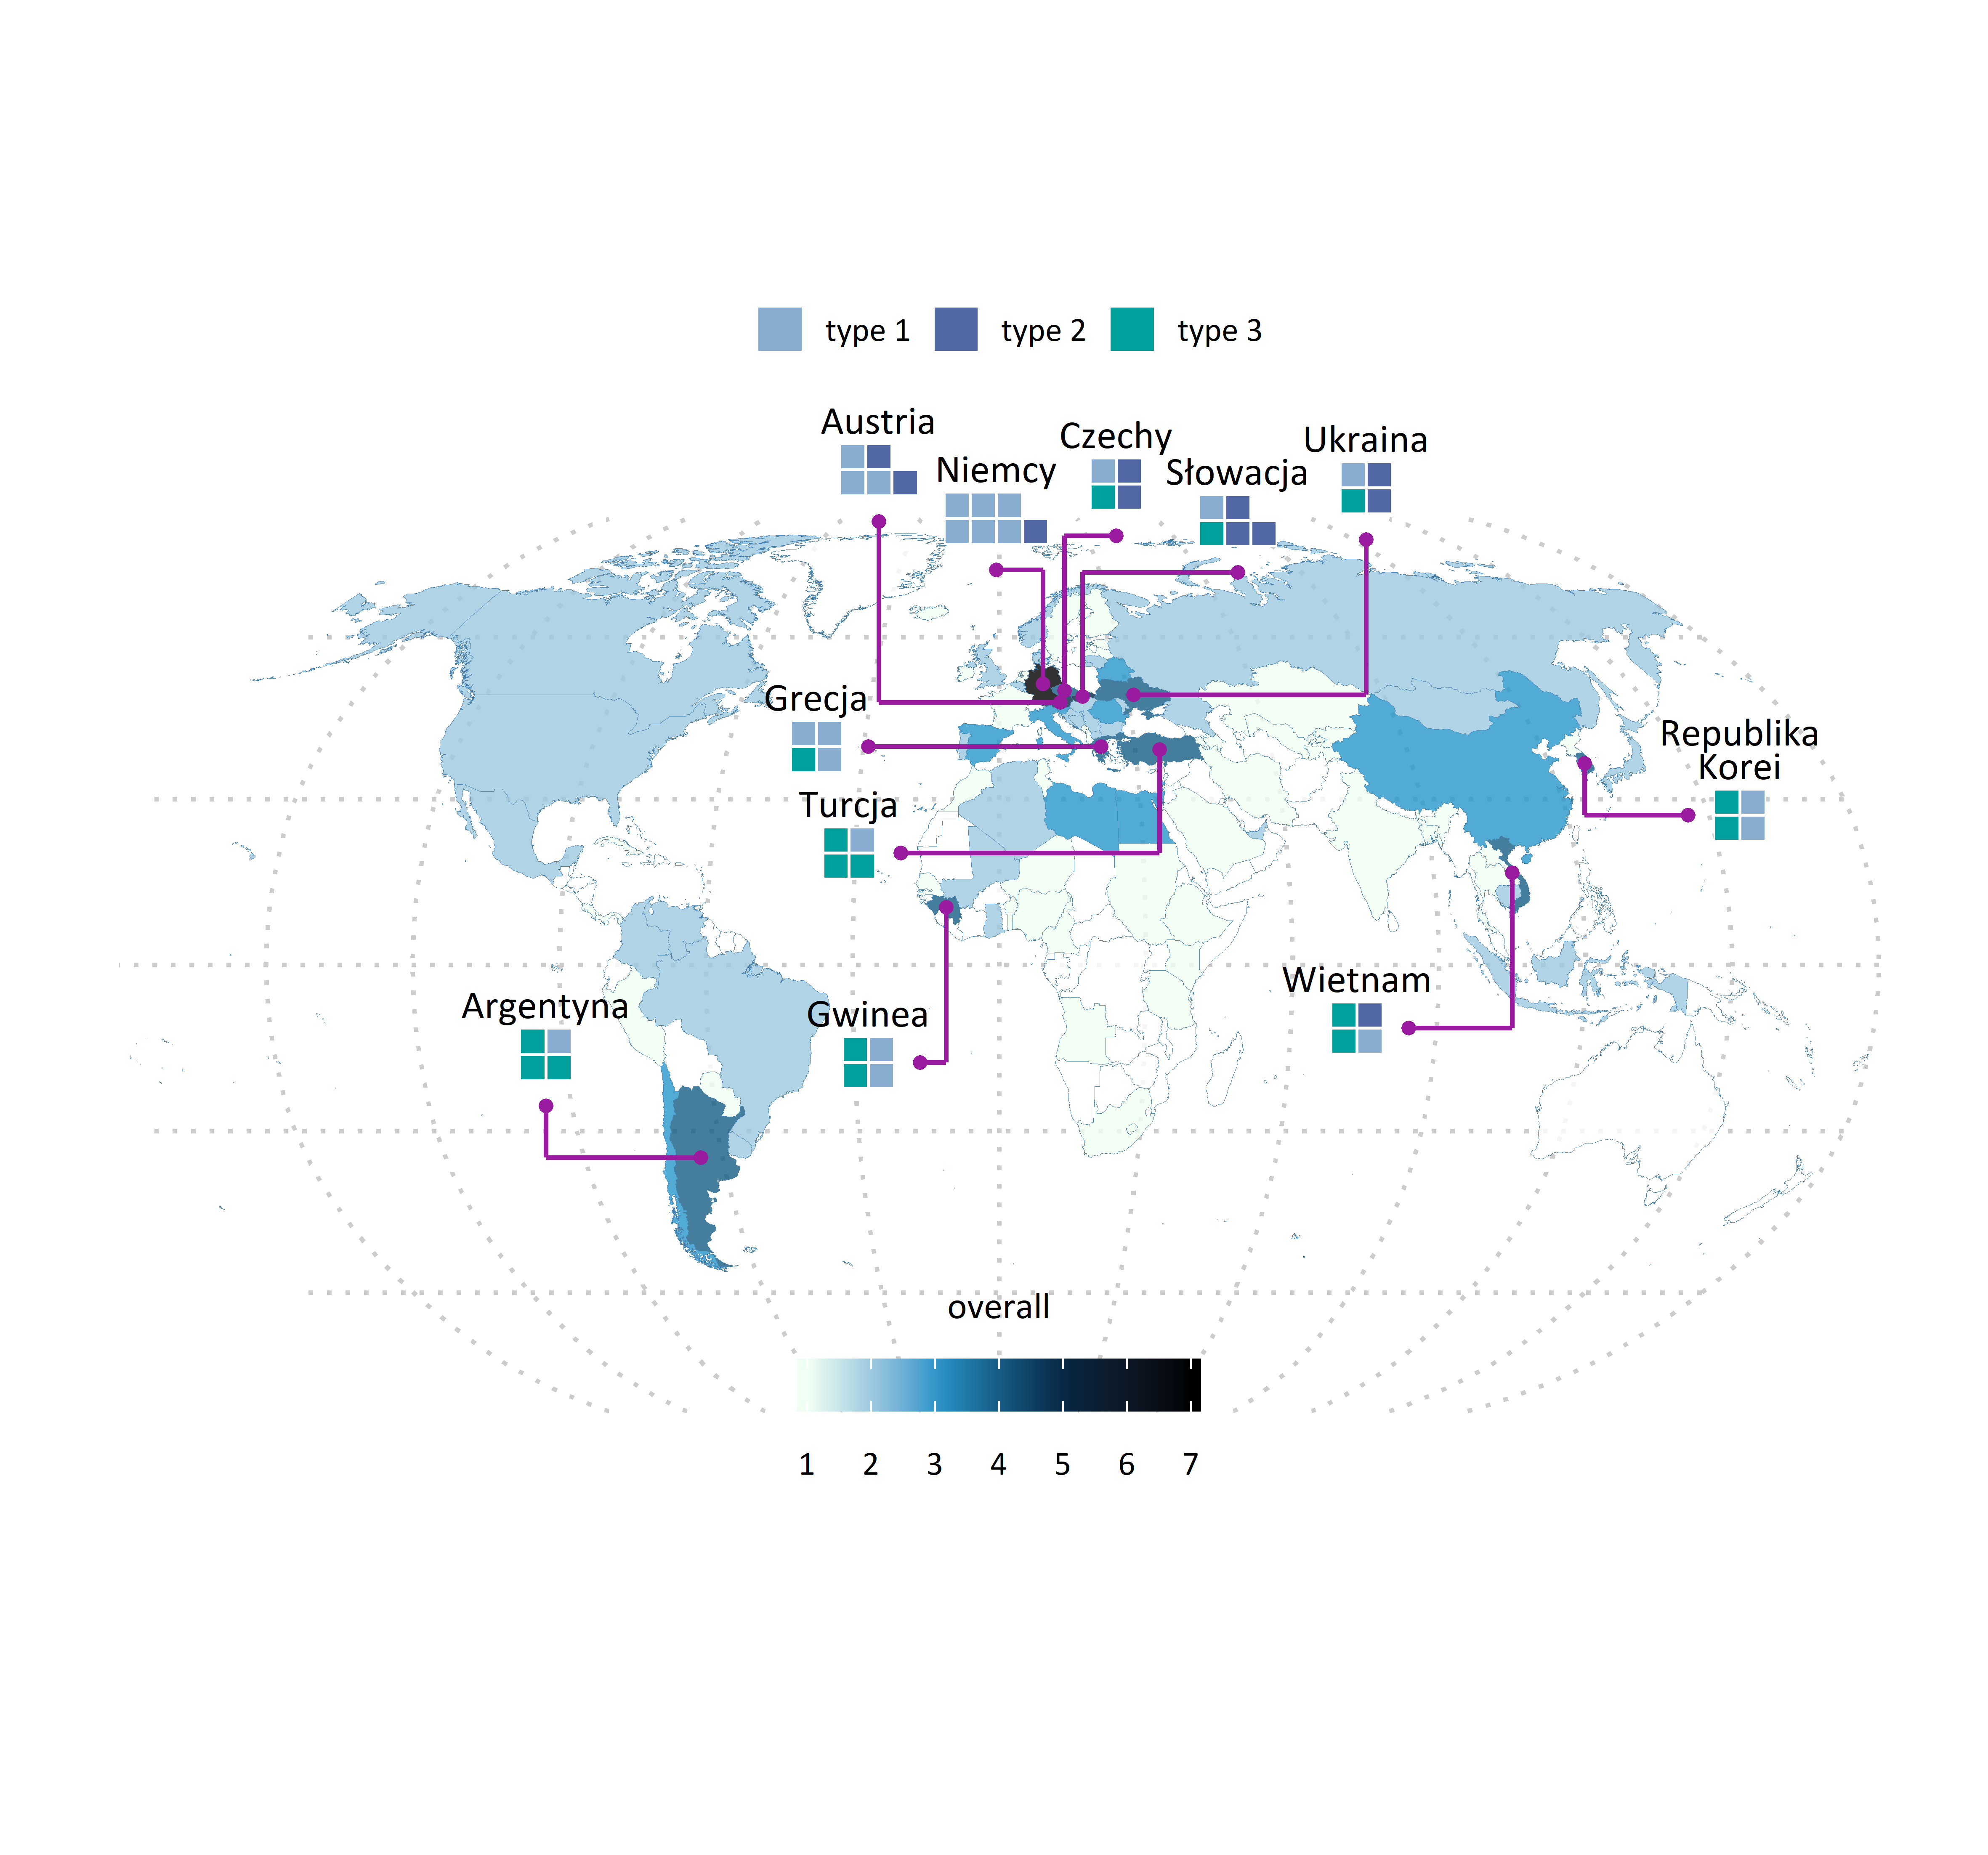 type 1 type 2 type 3
Austria
Czechy
Ukraina
Niemcy
Słowacja
Grecja
Republika
Korei
Turcja
Wietnam
Argentyna
Gwinea
overall
1 2 3 4 5 6 7